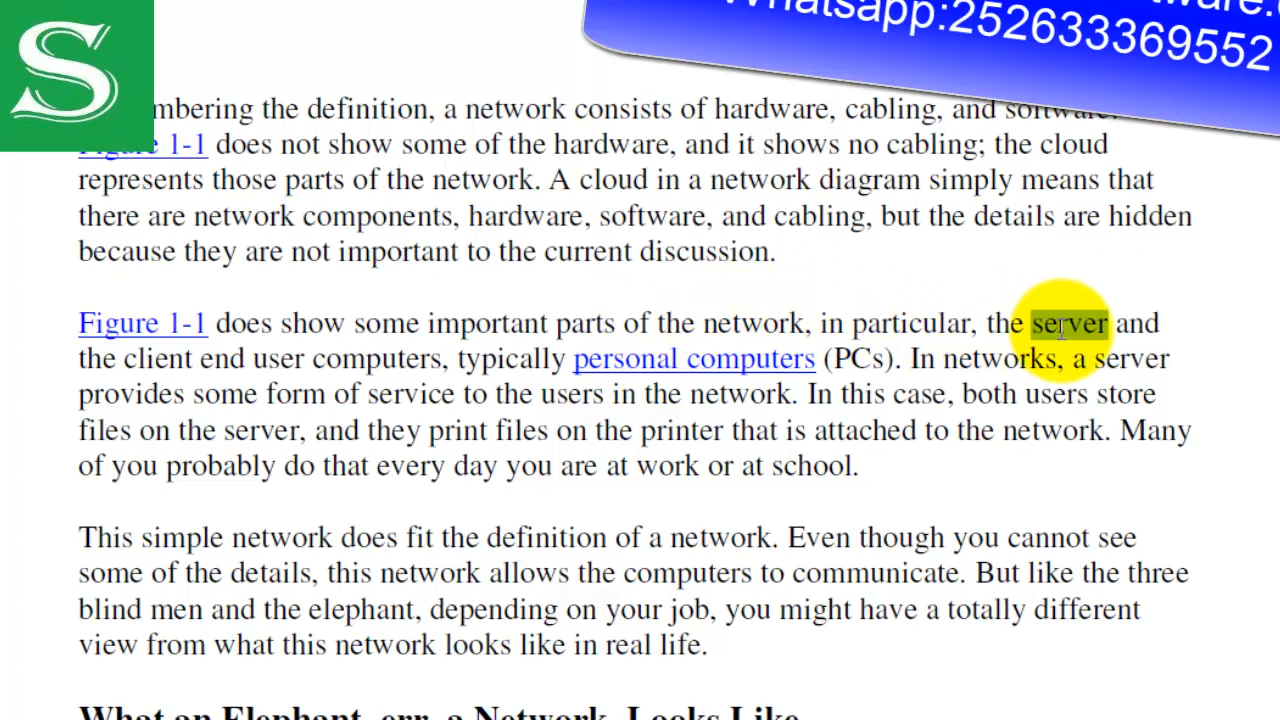 S
tware.
Whatsapp:252633369552
mbering the definition, a network consists of hardware, cabling, and software.
Figure 1-1 does not show some of the hardware, and it shows no cabling; the cloud
represents those parts of the network. A cloud in a network diagram simply means that
there are network components, hardware, software, and cabling, but the details are hidden
because they are not important to the current discussion.
Figure 1-1 does show some important parts of the network, in particular, the server and
the client end user computers, typically personal computers (PCs). In networks, a server
provides some form of service to the users in the network. In this case, both users store
files on the server, and they print files on the printer that is attached to the network. Many
of you probably do that every day you are at work or at school.
This simple network does fit the definition of a network. Even though you cannot see
some of the details, this network allows the computers to communicate. But like the three
blind men and the elephant, depending on your job, you might have a totally different
view from what this network looks like in real life.
What an Elephant, err, a Network, Looks Like